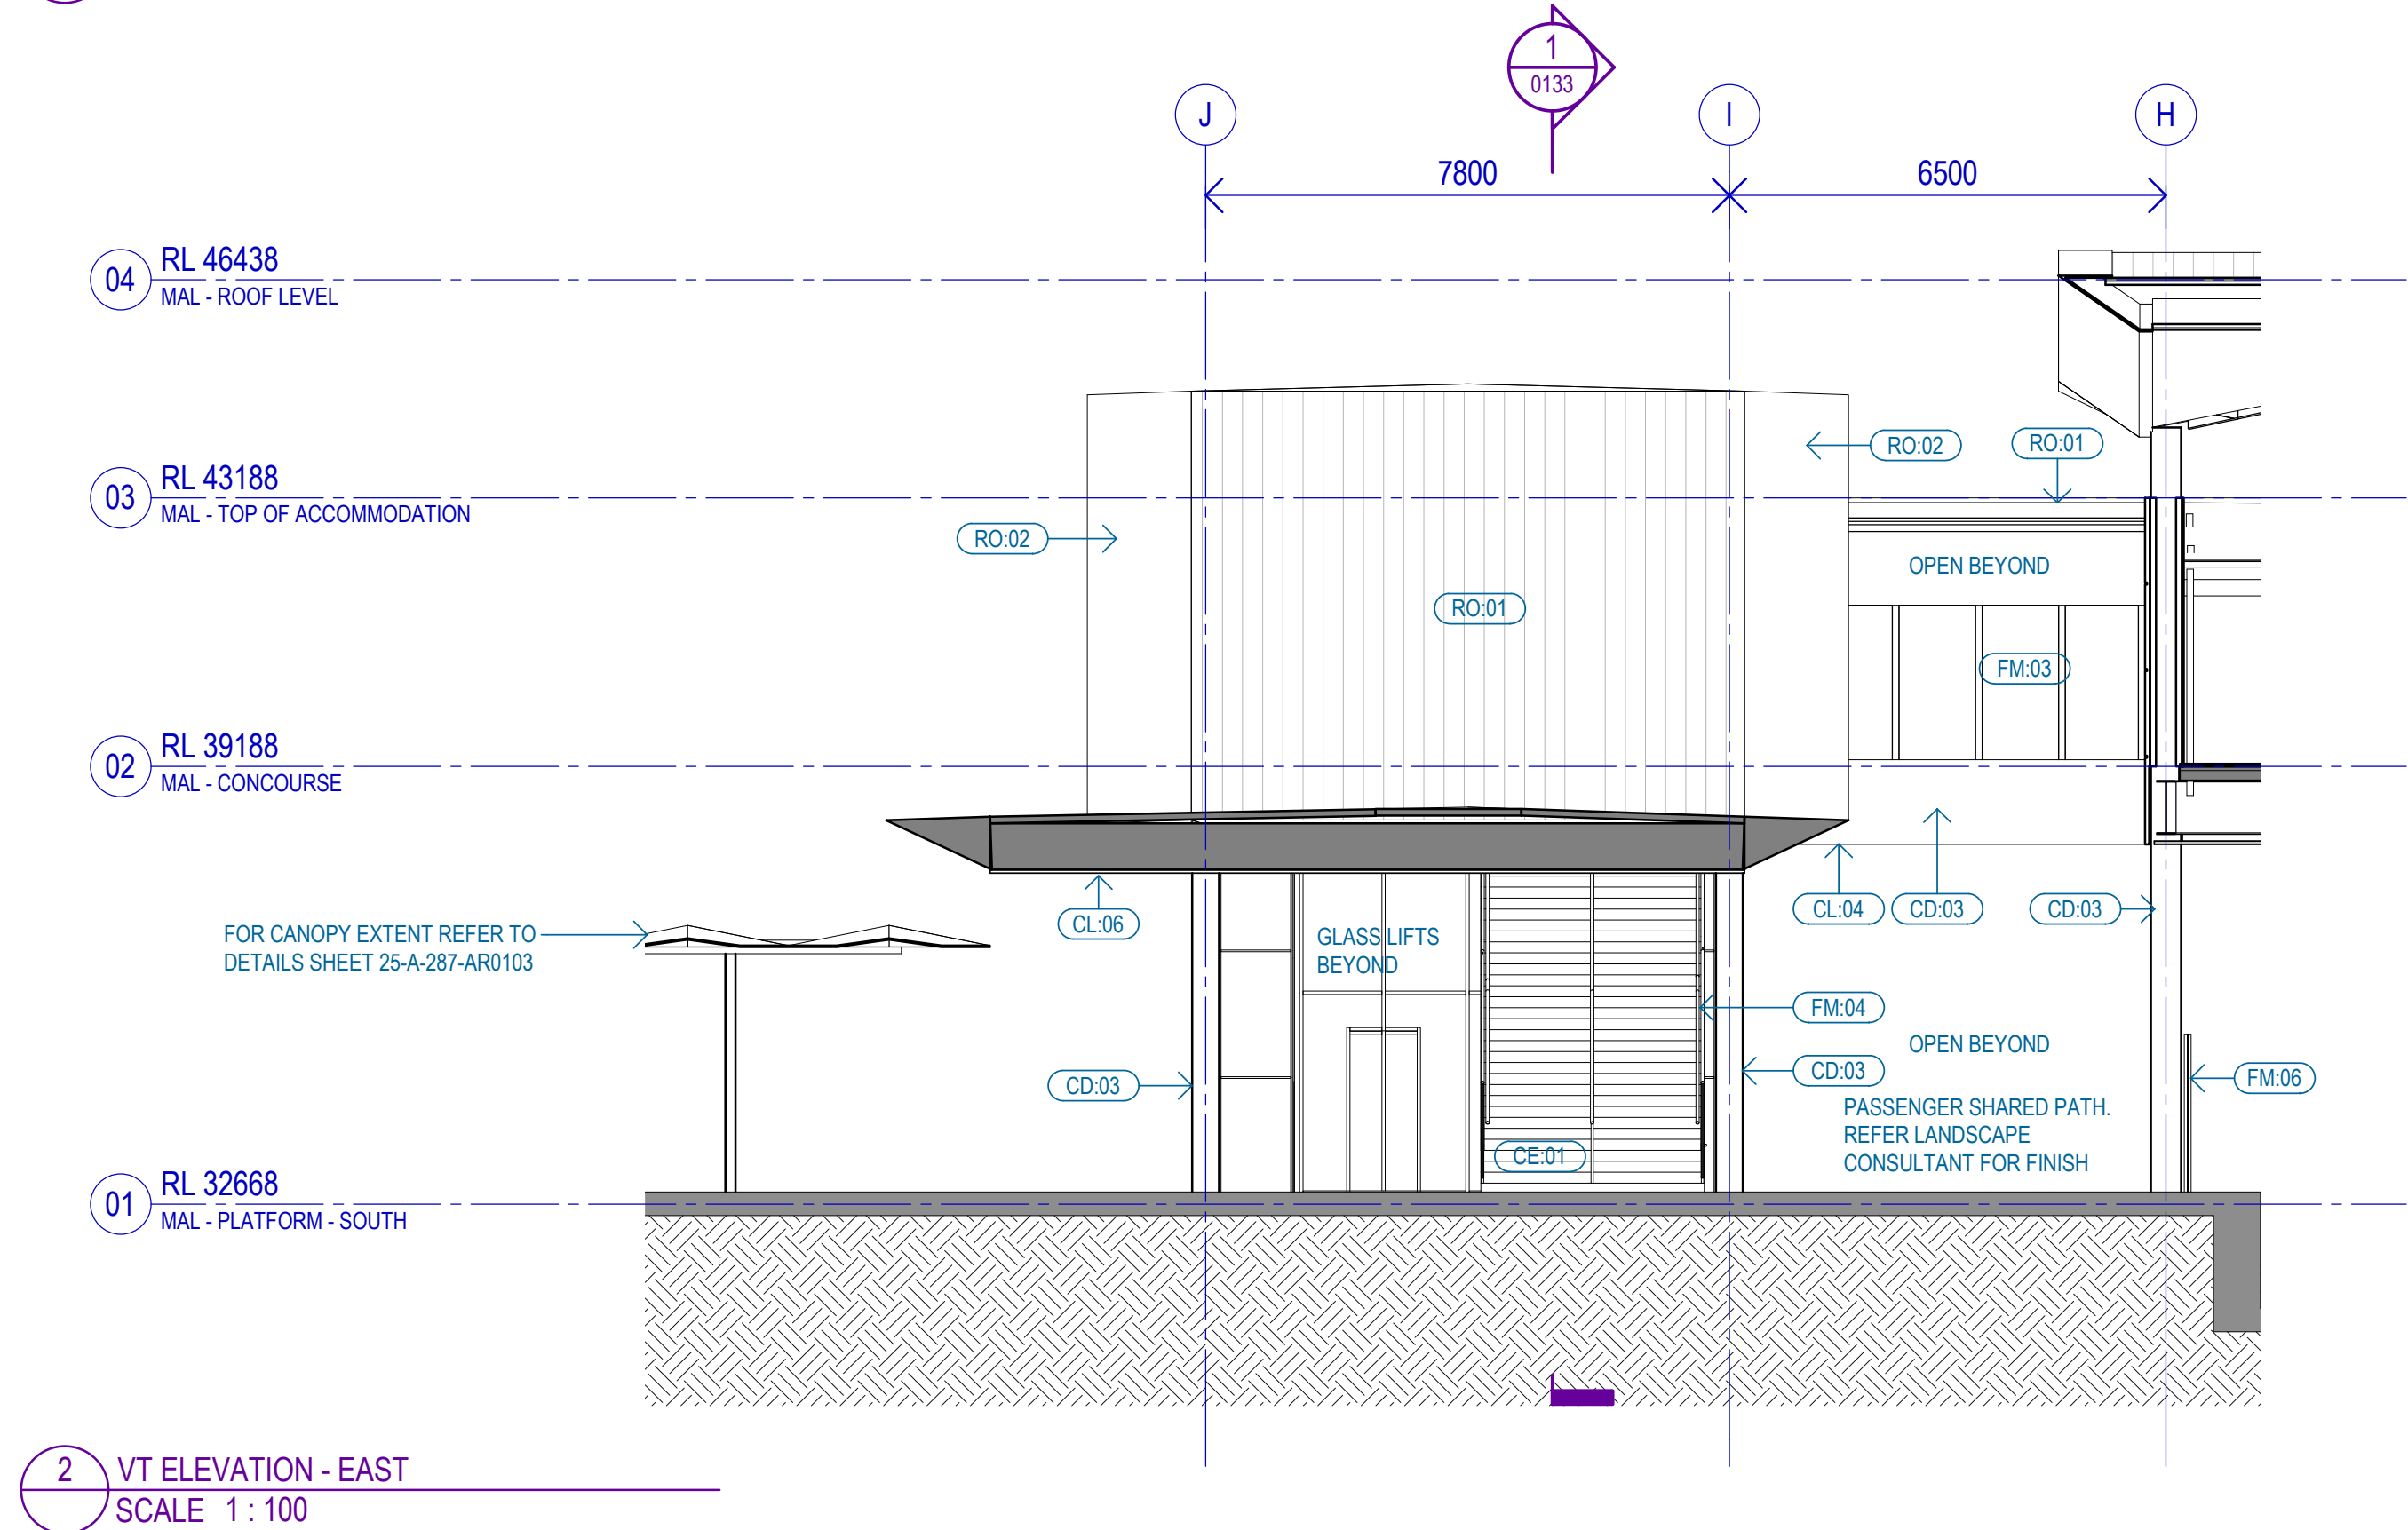 1
0133
J
I
H
7800
6500
04
RL 46438
MAL - ROOF LEVEL
03
RL 43188
MAL - TOP OF ACCOMMODATION
RO:02
RO:01
RO:02
OPEN BEYOND
RO:01
FM:03
02
RL 39188
MAL - CONCOURSE
CL:06
CL:04
CD:03
CD:03
FOR CANOPY EXTENT REFER TO
DETAILS SHEET 25-A-287-AR0103
GLASS LIFTS
BEYOND
FM:04
OPEN BEYOND
CD:03
CD:03
FM:06
PASSENGER SHARED PATH.
REFER LANDSCAPE
CONSULTANT FOR FINISH
CE:01
01
RL 32668
MAL - PLATFORM - SOUTH
2
VT ELEVATION - EAST
SCALE 1 : 100